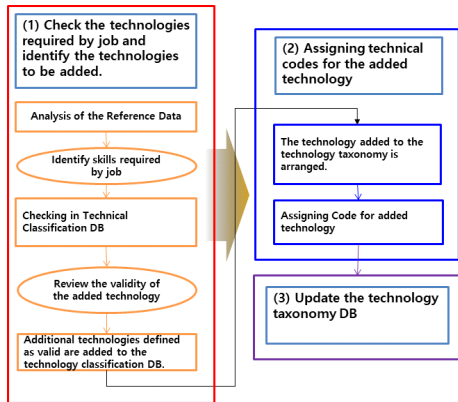 (1) Check the technologies
required by job and
identify the technologies
to be added.
Analysis of the Reference Data
Identify skills required
by job
Checking in Technical
Classification DB
Review the validity of
the added technology
Additional technologies defined
as valid are added to the
technology classification DB.
(2) Assigning technical
codes for the added
technology
The technology added to the
technology taxonomy is
arranged.
Assigning Code for added
technology
(3) Update the technology
taxonomy DB